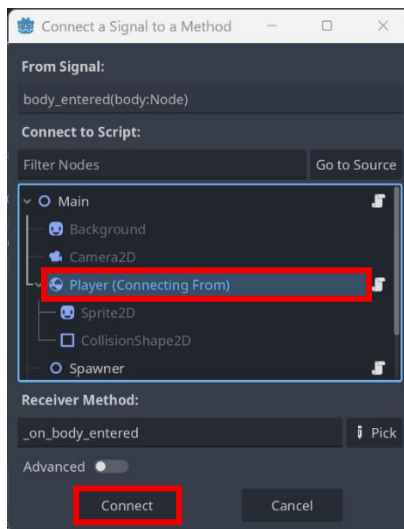 Connect a Signal to a Method
From Signal:
body_entered(body:Node)
Connect to Script:
Filter Nodes Go to Source
Main
Background
Camera2D
Player (Connecting From)
Sprite2D
CollisionShape2D
Spawner
Receiver Method:
_on_body_entered Pick
Advanced
Connect Cancel